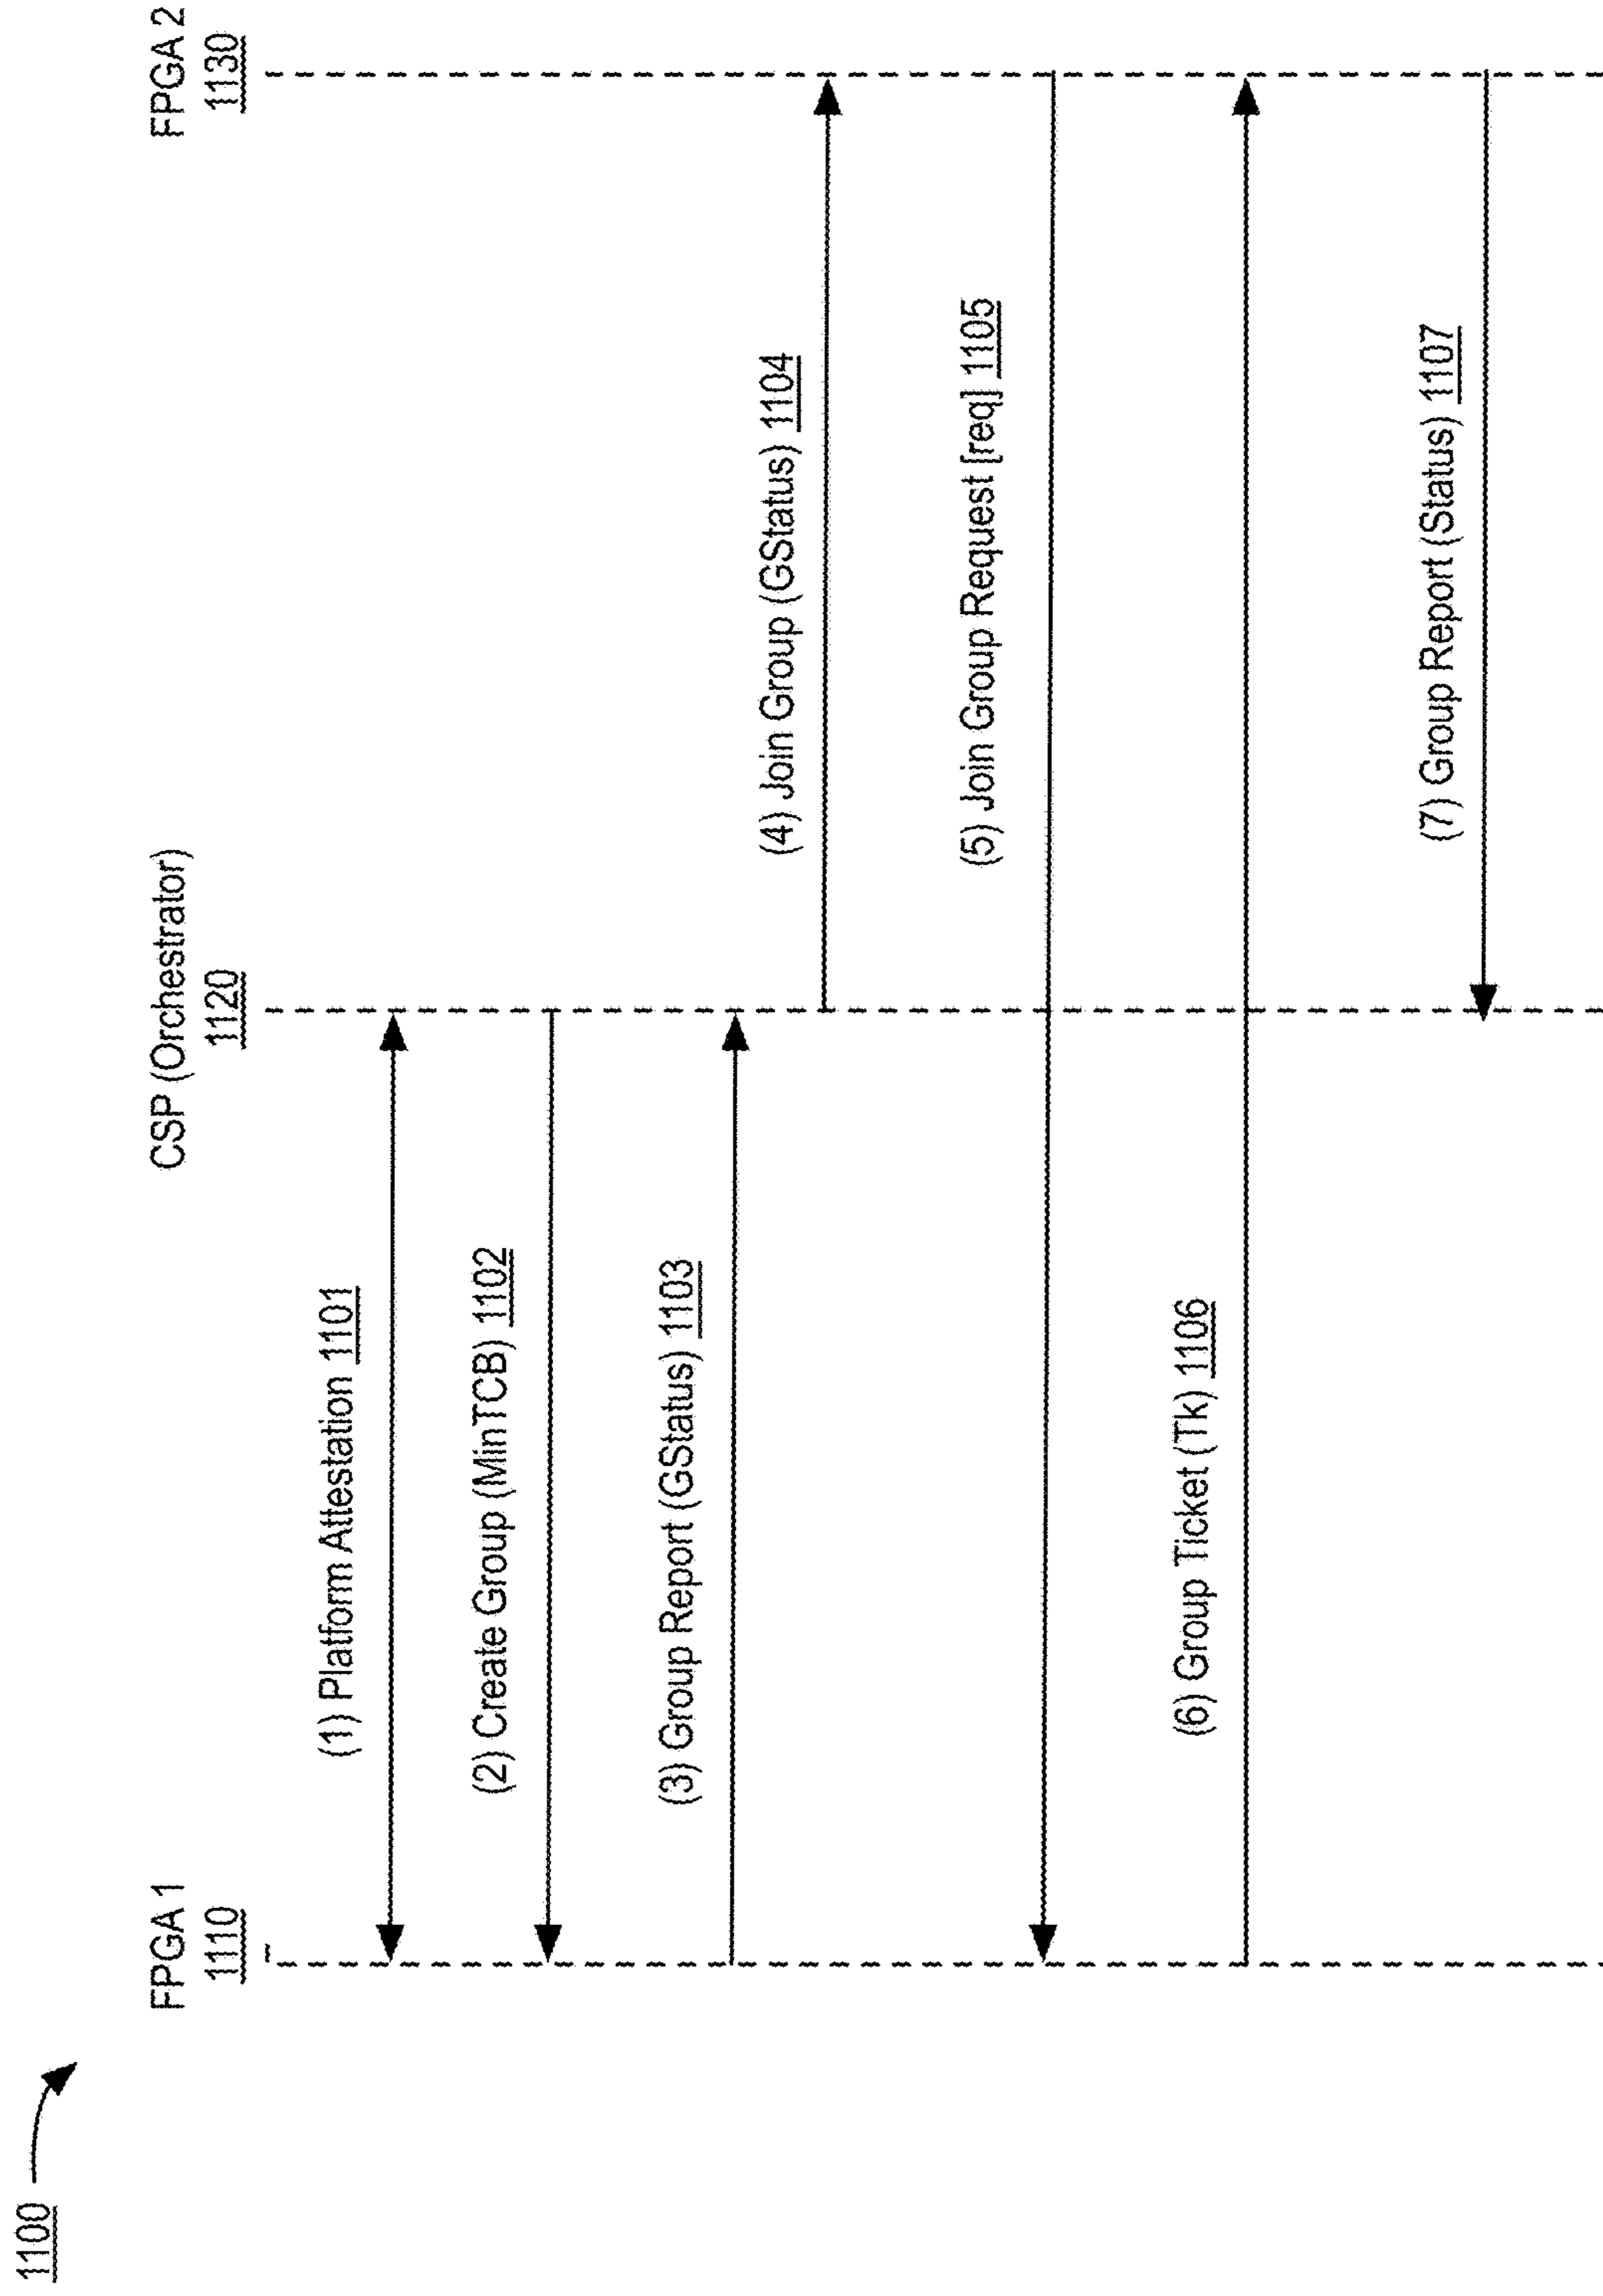 1100
FPGA 1
1110
CSP (Orchestrator)
1120
FPGA 2
1130
(1) Platform Attestation 1101
(2) Create Group (MinTCB) 1102
(3) Group Report (GStatus) 1103
(4) Join Group (GStatus) 1104
(5) Join Group Request [req] 1105
(6) Group Ticket (Tk) 1106
(7) Group Report (Status) 1107